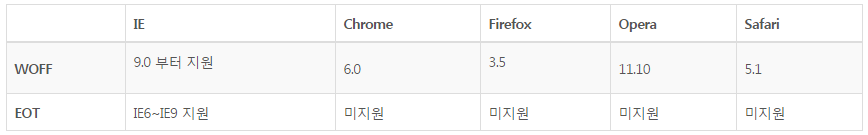 IE Chrome Firefox Opera Safari
WOFF 9.0 부터 지원 6.0 3.5 11.10 5.1
EOT IE6~IE9 지원 미지원 미지원 미지원 미지원